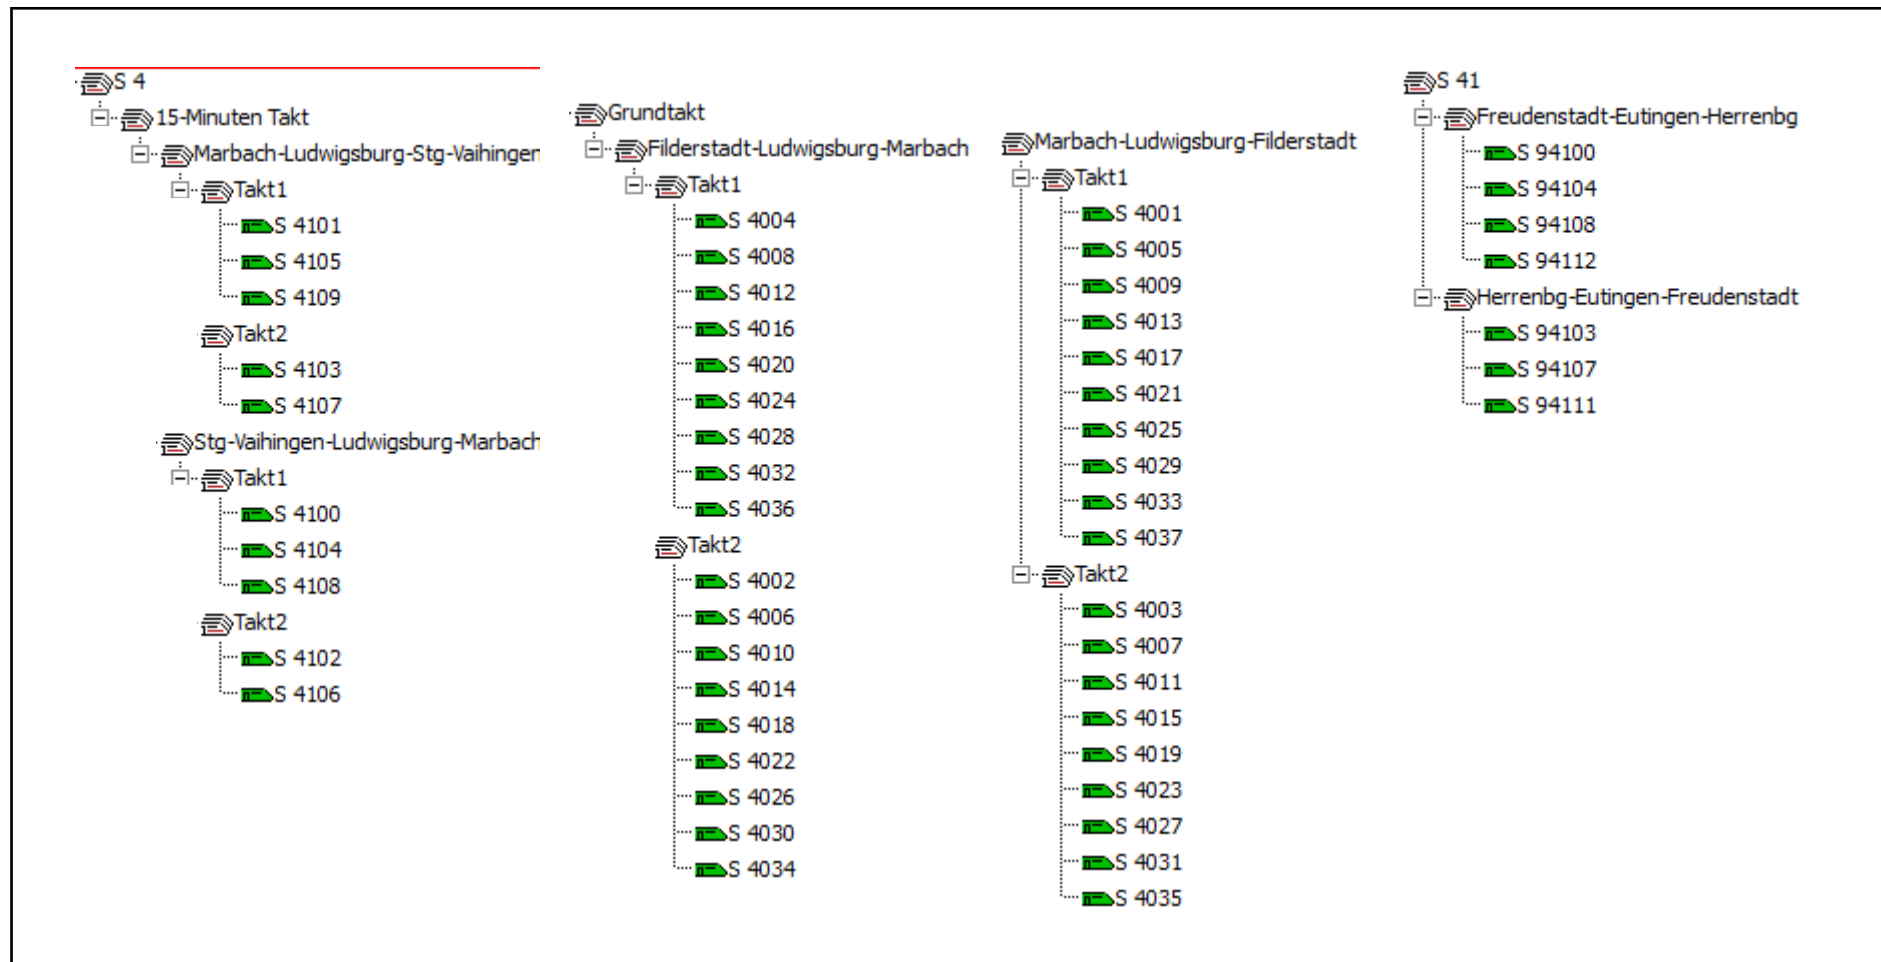 S 4
15-Minuten Takt
Marbach-Ludwigsburg-Stg-Vaihingen
Takt1
S 4101
S 4105
S 4109
Takt2
S 4103
S 4107
Stg-Vaihingen-Ludwigsburg-Marbach
Takt1
S 4100
S 4104
S 4108
Takt2
S 4102
S 4106
Grundtakt
Filderstadt-Ludwigsburg-Marbach
Takt1
S 4004
S 4008
S 4012
S 4016
S 4020
S 4024
S 4028
S 4032
S 4036
Takt2
S 4002
S 4006
S 4010
S 4014
S 4018
S 4022
S 4026
S 4030
S 4034
Marbach-Ludwigsburg-Filderstadt
Takt1
S 4001
S 4005
S 4009
S 4013
S 4017
S 4021
S 4025
S 4029
S 4033
S 4037
Takt2
S 4003
S 4007
S 4011
S 4015
S 4019
S 4023
S 4027
S 4031
S 4035
S 41
Freudenstadt-Eutingen-Herrenbg
S 94100
S 94104
S 94108
S 94112
Herrenbg-Eutingen-Freudenstadt
S 94103
S 94107
S 94111